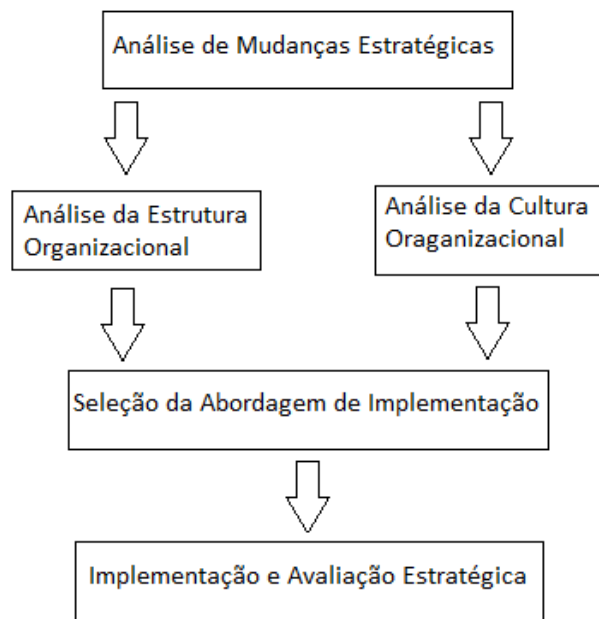 Análise de Mudanças Estratégicas
Análise da Estrutura
Organizacional
Análise da Cultura
Oraganizacional
Seleção da Abordagem de Implementação
Implementação e Avaliação Estratégica